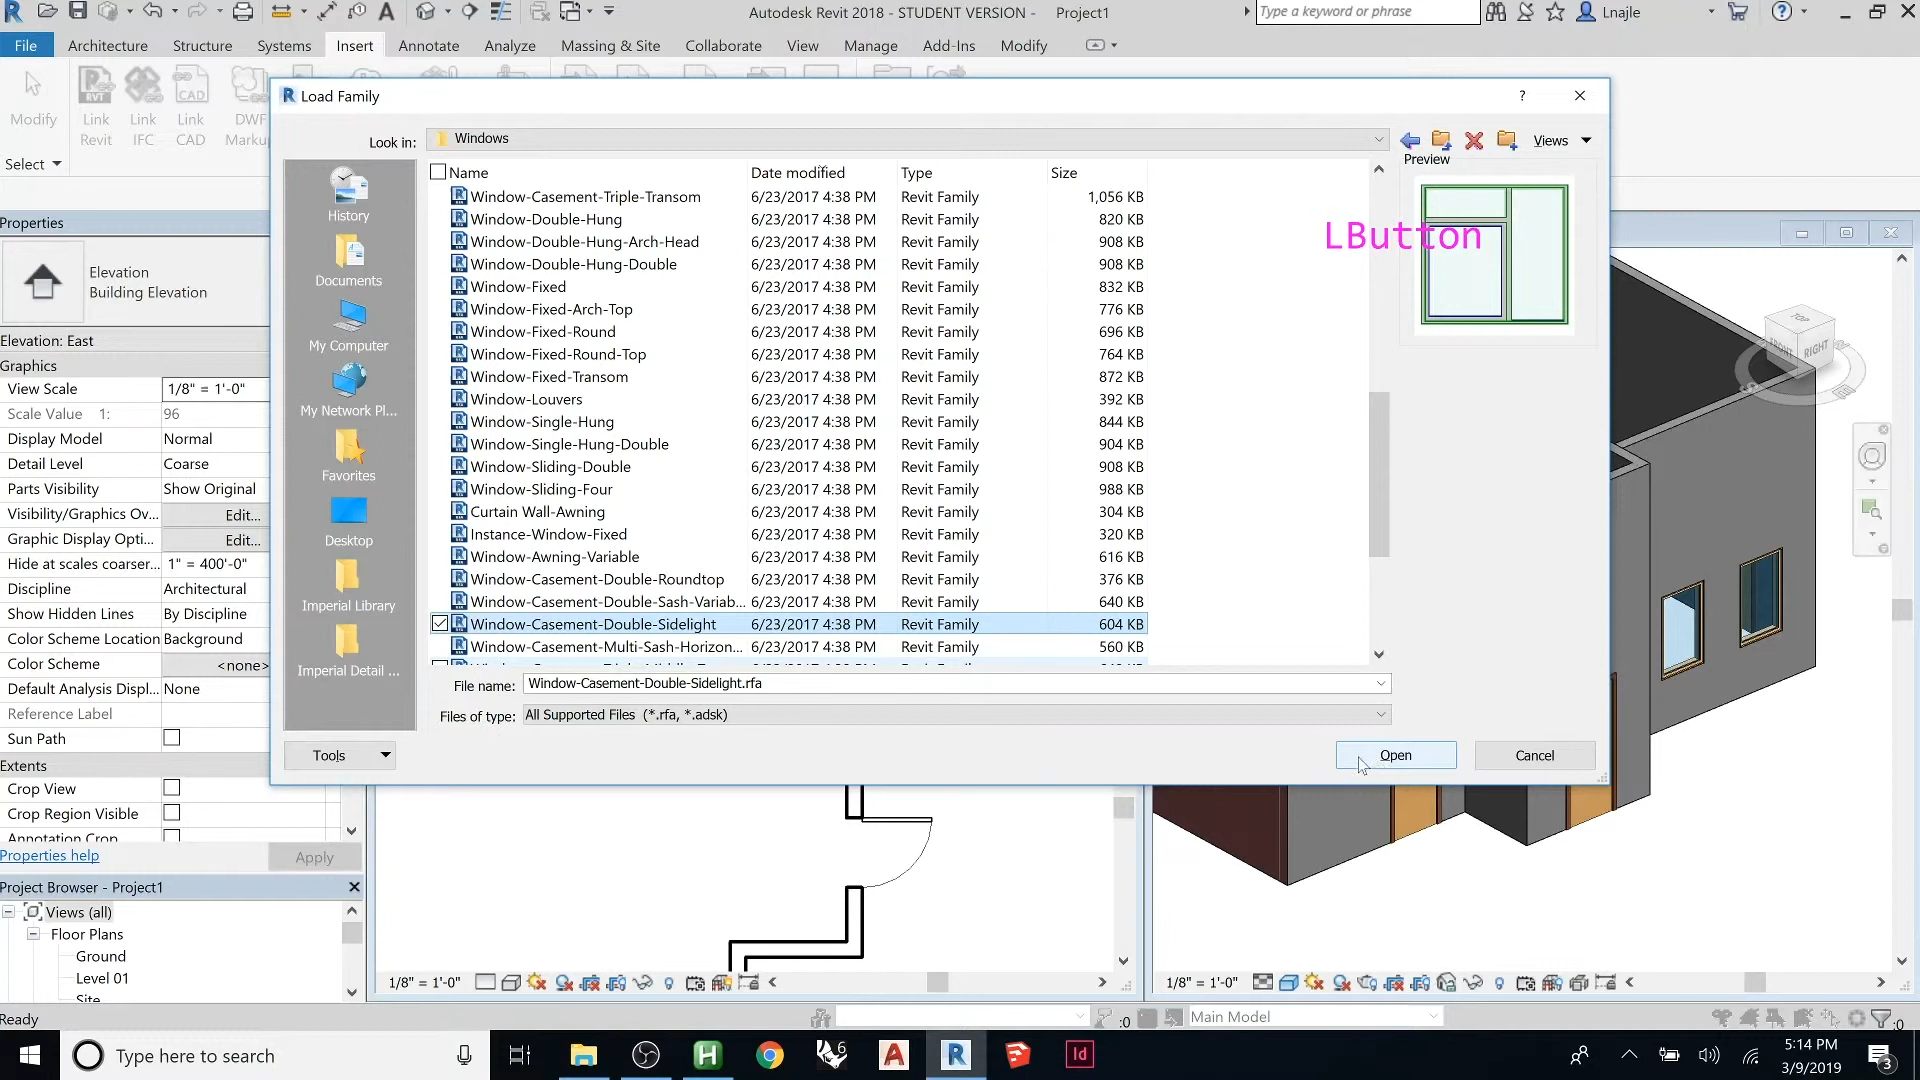 Autodesk Revit 2018 - STUDENT VERSION - Project1
Type a keyword or phrase
Lnajle
File Architecture Structure Systems Insert Annotate Analyze Massing & Site Collaborate View Manage Add-Ins Modify
Modify
Link Revit
Link IFC
Link CAD
DWF Marku
Select
Load Family
Look in: Windows
Views
Preview
LButton
Name Date modified Type Size
Window-Casement-Triple-Transom 6/23/2017 4:38 PM Revit Family 1,056 KB
Window-Double-Hung 6/23/2017 4:38 PM Revit Family 820 KB
Window-Double-Hung-Arch-Head 6/23/2017 4:38 PM Revit Family 908 KB
Window-Double-Hung-Double 6/23/2017 4:38 PM Revit Family 908 KB
Window-Fixed 6/23/2017 4:38 PM Revit Family 832 KB
Window-Fixed-Arch-Top 6/23/2017 4:38 PM Revit Family 776 KB
Window-Fixed-Round 6/23/2017 4:38 PM Revit Family 696 KB
Window-Fixed-Round-Top 6/23/2017 4:38 PM Revit Family 764 KB
Window-Fixed-Transom 6/23/2017 4:38 PM Revit Family 872 KB
Window-Louvers 6/23/2017 4:38 PM Revit Family 392 KB
Window-Single-Hung 6/23/2017 4:38 PM Revit Family 844 KB
Window-Single-Hung-Double 6/23/2017 4:38 PM Revit Family 904 KB
Window-Sliding-Double 6/23/2017 4:38 PM Revit Family 908 KB
Window-Sliding-Four 6/23/2017 4:38 PM Revit Family 988 KB
Curtain Wall-Awning 6/23/2017 4:38 PM Revit Family 304 KB
Instance-Window-Fixed 6/23/2017 4:38 PM Revit Family 320 KB
Window-Awning-Variable 6/23/2017 4:38 PM Revit Family 616 KB
Window-Casement-Double-Roundtop 6/23/2017 4:38 PM Revit Family 376 KB
Window-Casement-Double-Sash-Variab... 6/23/2017 4:38 PM Revit Family 640 KB
Window-Casement-Double-Sidelight 6/23/2017 4:38 PM Revit Family 604 KB
Window-Casement-Multi-Sash-Horizon... 6/23/2017 4:38 PM Revit Family 560 KB
File name: Window-Casement-Double-Sidelight.rfa
Files of type: All Supported Files (*.rfa, *.adsk)
Tools
Open
Cancel
History
Documents
My Computer
My Network Pl...
Favorites
Desktop
Imperial Library
Imperial Detail ...
Properties
Elevation
Building Elevation
Elevation: East
Graphics
View Scale 1/8" = 1'-0"
Scale Value 1: 96
Display Model Normal
Detail Level Coarse
Parts Visibility Show Original
Visibility/Graphics Ov... Edit...
Graphic Display Opti... Edit...
Hide at scales coarser... 1" = 400'-0"
Discipline Architectural
Show Hidden Lines By Discipline
Color Scheme Location Background
Color Scheme <none>
Default Analysis Displ... None
Reference Label
Sun Path
Extents
Crop View
Crop Region Visible
Annotation Crop
Properties help
Apply
Project Browser - Project1
Views (all)
Floor Plans
Ground
Level 01
Site
TOP
FRONT
RIGHT
1/8" = 1'-0"
1/8" = 1'-0"
Ready
:0
Main Model
:0
Type here to search
5:14 PM
3/9/2019
3